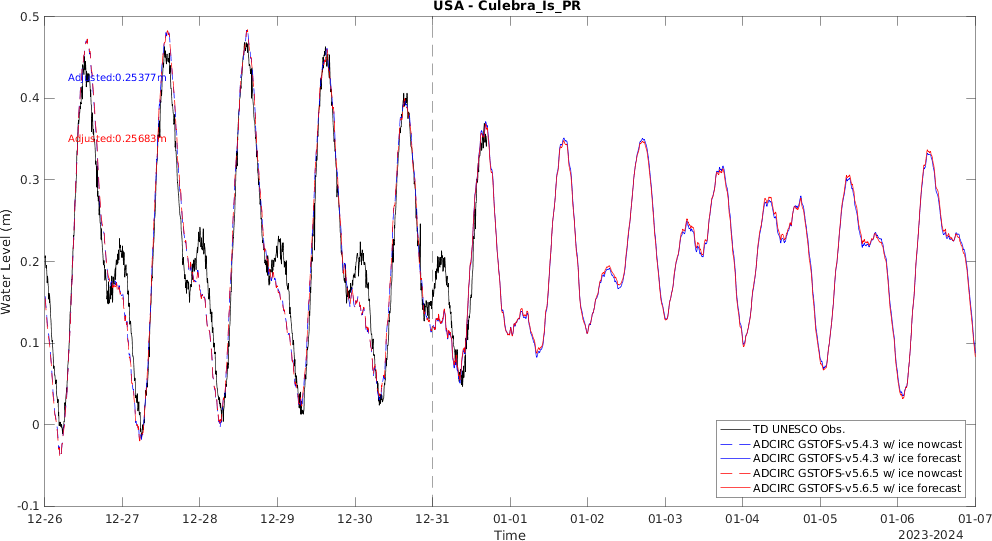 USA - Culebra_Is_PR
0.5
0.4
0.3
0.2
0.1
0
-0.1
Water Level (m)
Adjusted:0.25377m
Adjusted:0.25683m
TD UNESCO Obs.
ADCIRC GSTOFS-v5.4.3 w/ ice nowcast
ADCIRC GSTOFS-v5.4.3 w/ ice forecast
ADCIRC GSTOFS-v5.6.5 w/ ice nowcast
ADCIRC GSTOFS-v5.6.5 w/ ice forecast
12-26 12-27 12-28 12-29 12-30 12-31 01-01 01-02 01-03 01-04 01-05 01-06 01-07
Time
2023-2024